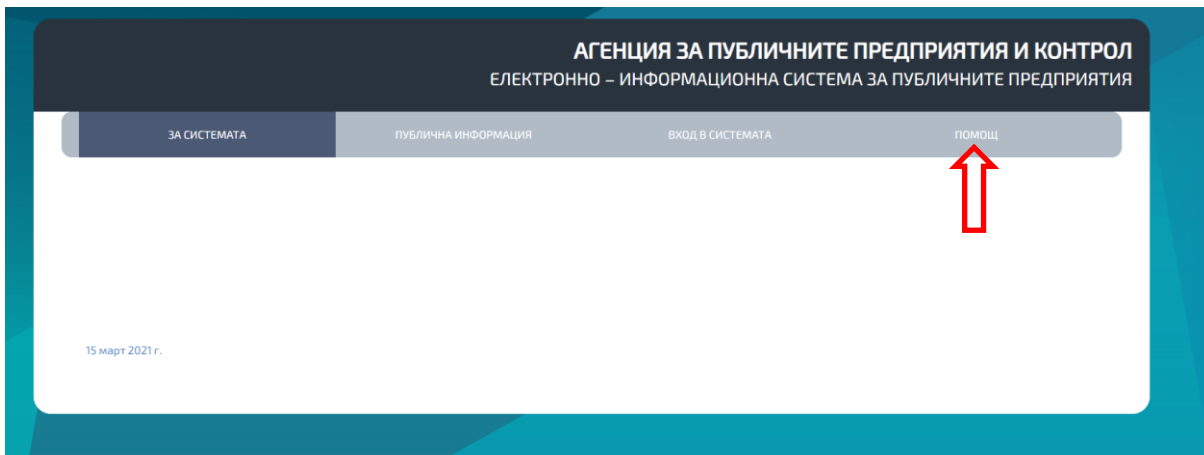 АГЕНЦИЯ ЗА ПУБЛИЧНИТЕ ПРЕДПРИЯТИЯ И КОНТРОЛ
ЕЛЕКТРОННО – ИНФОРМАЦИОННА СИСТЕМА ЗА ПУБЛИЧНИТЕ ПРЕДПРИЯТИЯ
ЗА СИСТЕМАТА ПУБЛИЧНА ИНФОРМАЦИЯ ВХОД В СИСТЕМАТА ПОМОЩ
15 март 2021 г.